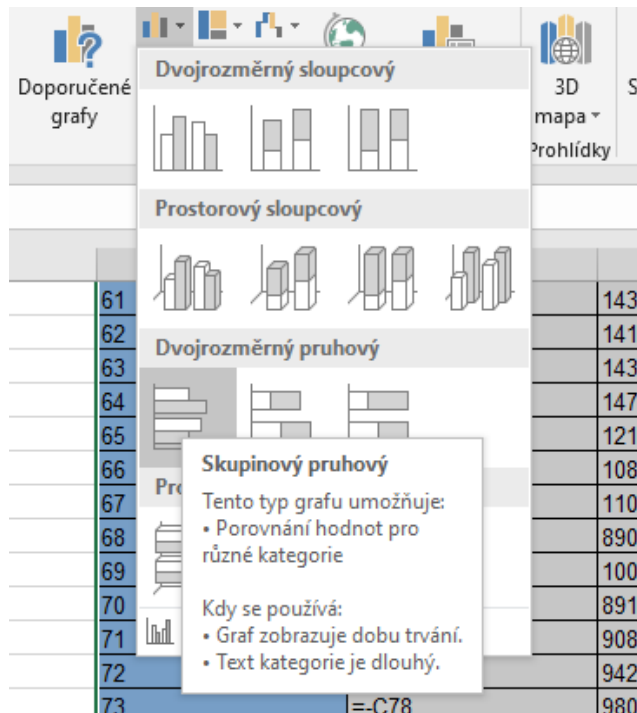 Doporučené
grafy
3D
mapa
Prohlídky
S
Dvojrozměrný sloupcový
Prostorový sloupcový
Dvojrozměrný pruhový
Skupinový pruhový
Tento typ grafu umožňuje:
• Porovnání hodnot pro
různé kategorie
Kdy se používá:
• Graf zobrazuje dobu trvání.
• Text kategorie je dlouhý.
Pro
61 143
62 141
63 143
64 147
65 121
66 108
67 110
68 890
69 100
70 891
71 908
72 942
73 =-C78 980